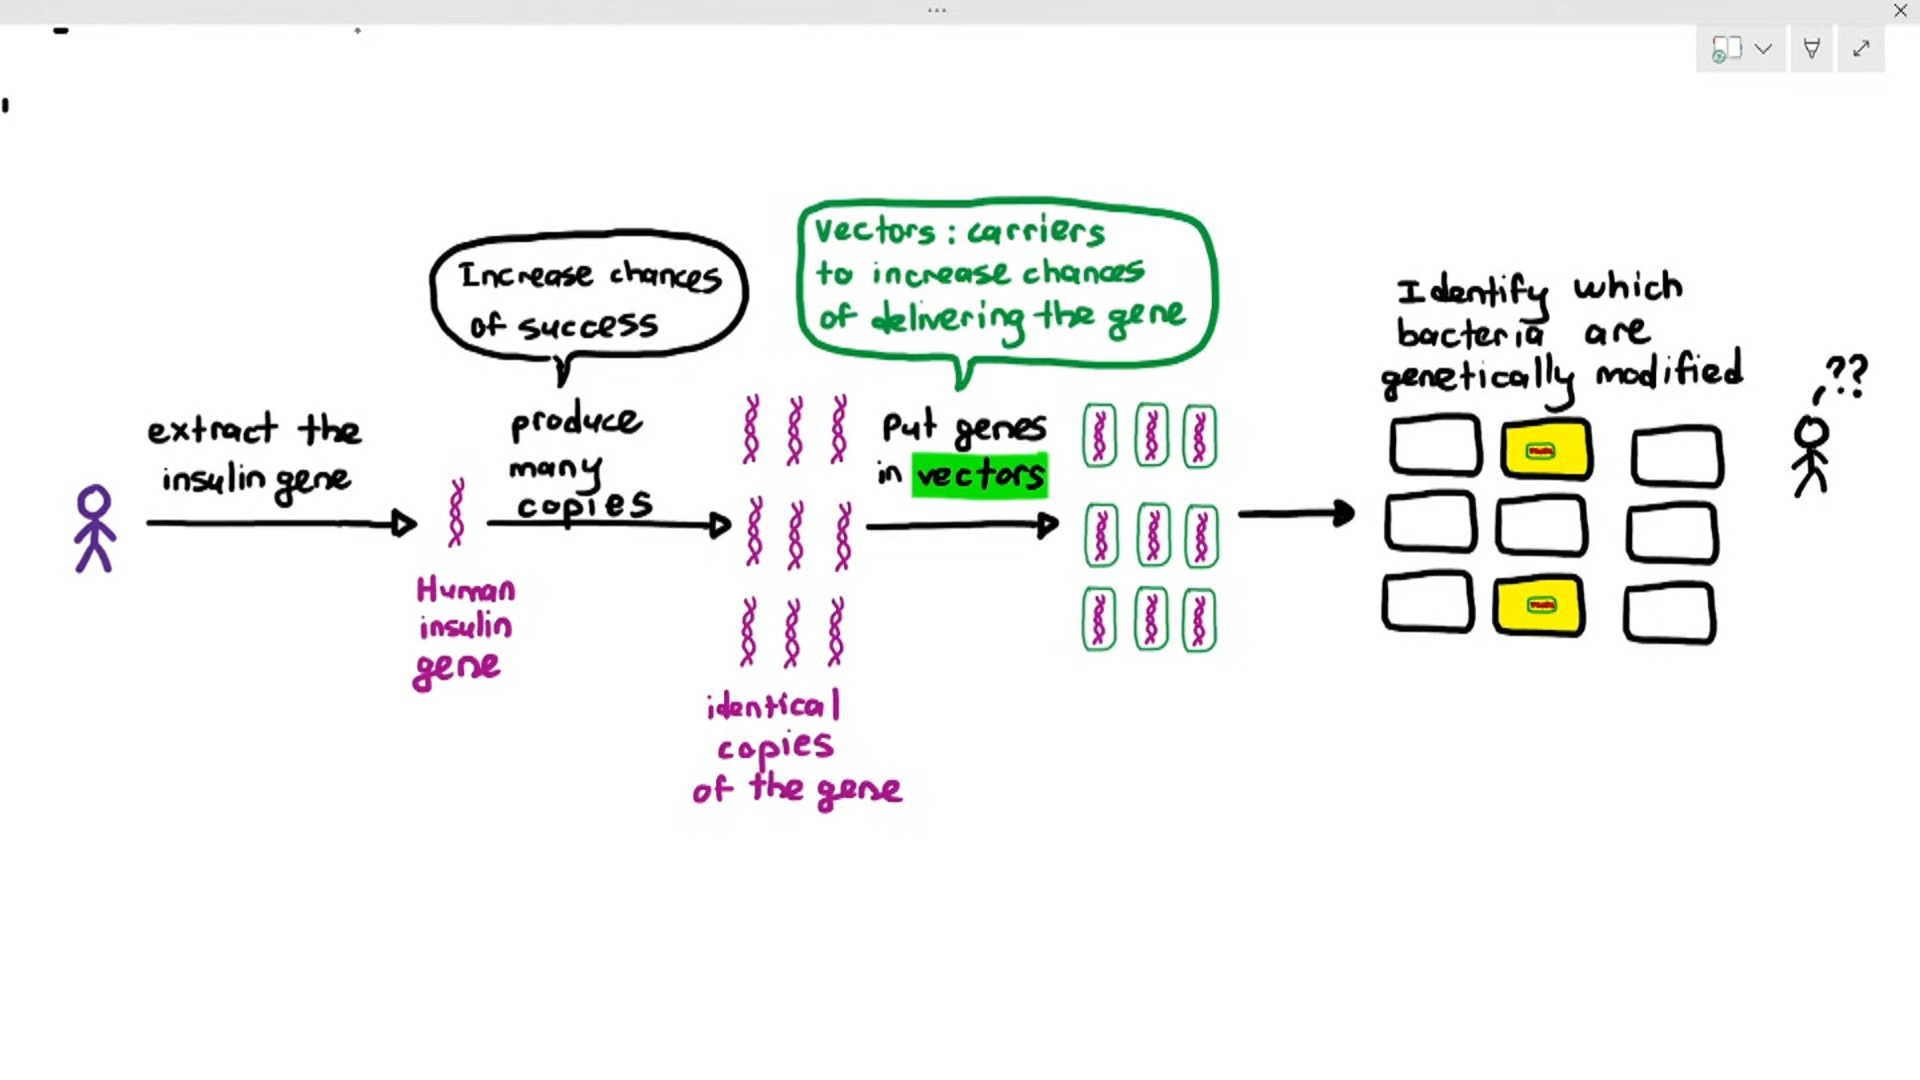 extract the
insulin gene
Human
insulin
gene
Increase chances
of success
produce
many
copies
identical
copies
of the gene
Vectors : carriers
to increase chances
of delivering the gene
Put genes
in vectors
Identify which
bacteria are
genetically modified
??